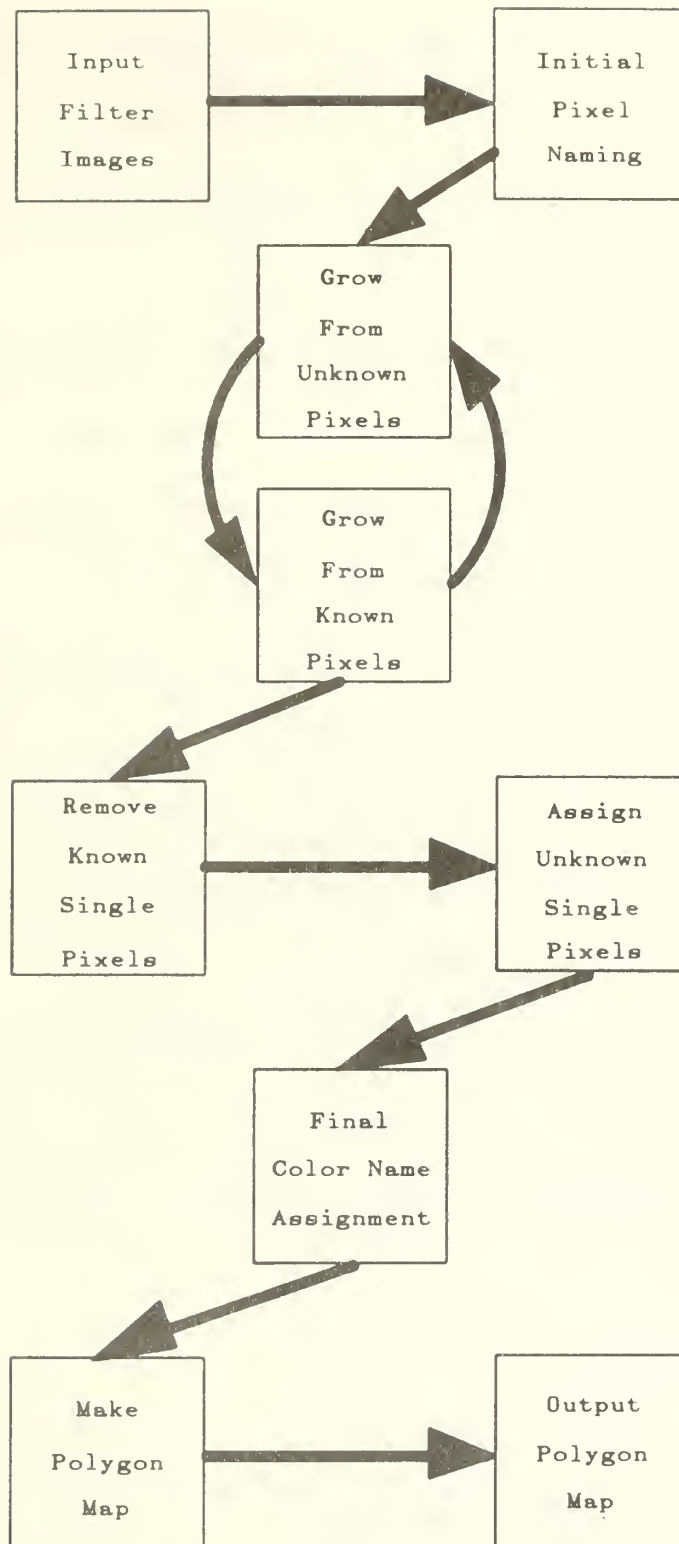 Input
Filter
Images
Initial
Pixel
Naming
Grow
From
Unknown
Pixels
Grow
From
Known
Pixels
Remove
Known
Single
Pixels
Assign
Unknown
Single
Pixels
Final
Color Name
Assignment
Make
Polygon
Map
Output
Polygon
Map